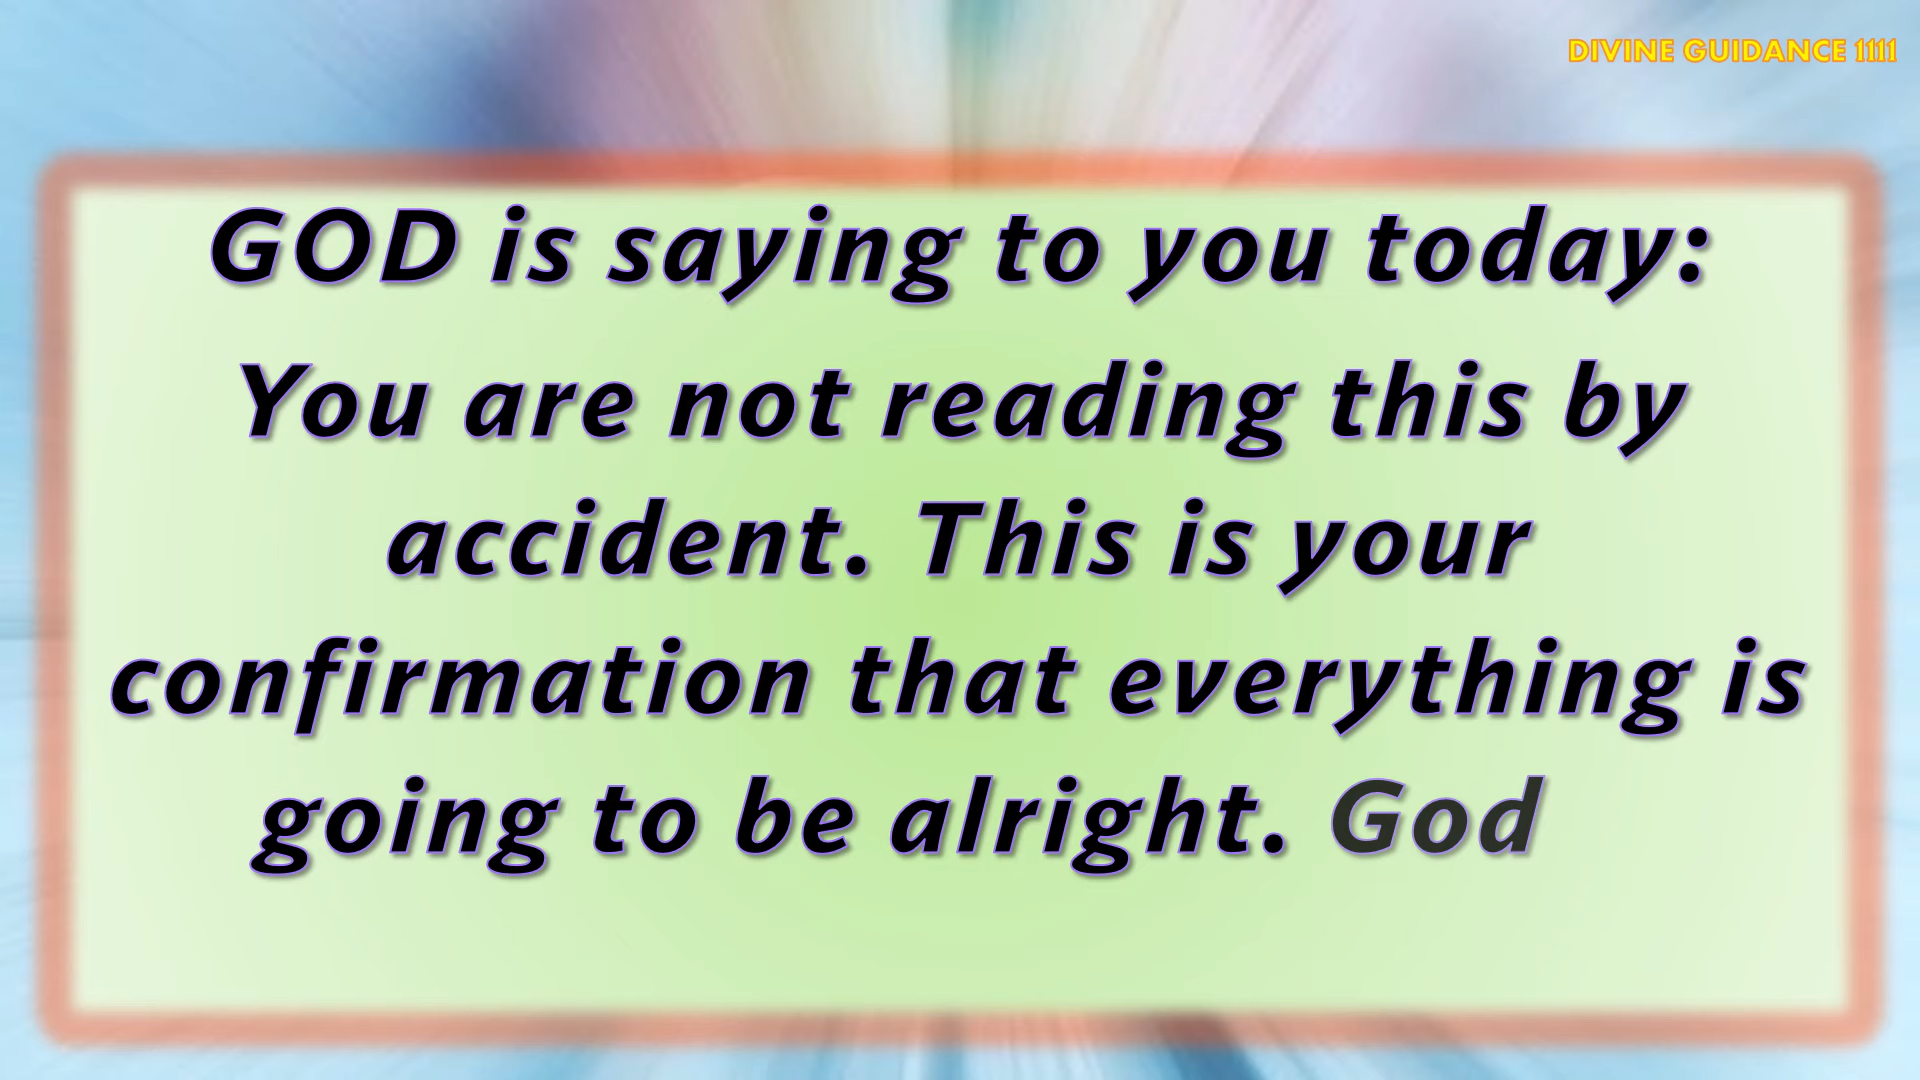 DIVINE GUIDANCE 1111
GOD is saying to you today:
You are not reading this by
accident. This is your
confirmation that everything is
going to be alright. God